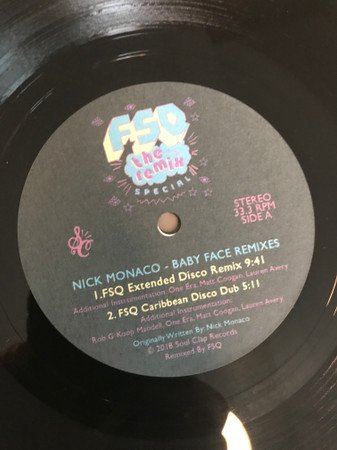 FSQ
the
remix
SPECIAL
SC
STEREO
33.3 RPM
SIDE A
NICK MONACO - BABY FACE REMIXES
1.FSQ Extended Disco Remix 9:41
Additional Instrumentation: One Era, Matt Coogan, Lauren Avery
2. FSQ Caribbean Disco Dub 5:11
Additional Instrumentation:
Rob G Koop Mandell, One Era, Matt Coogan, Lauren Avery
Originally Written By: Nick Monaco
© 2018 Soul Clap Records
Remixed By FSQ